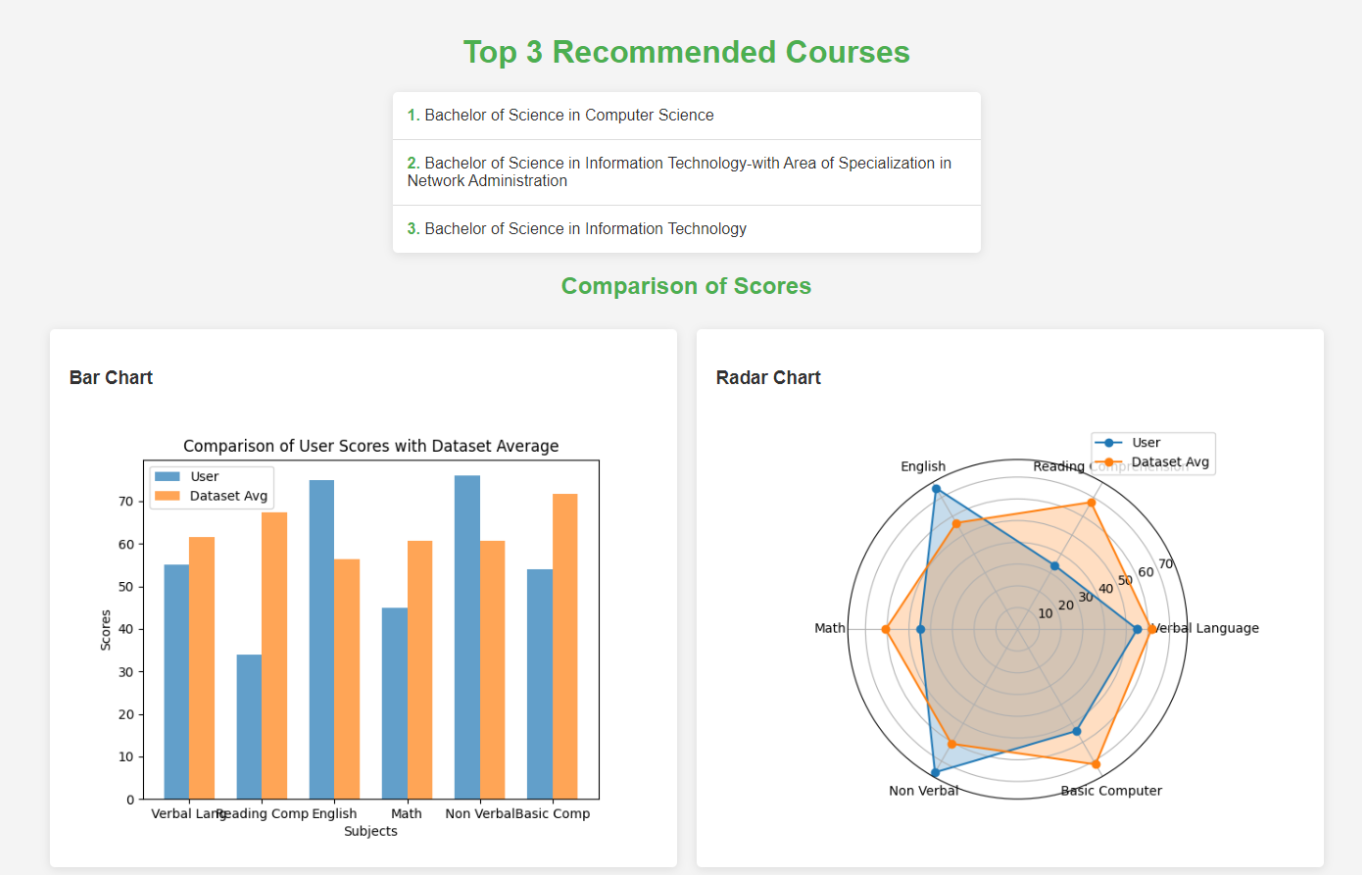 Top 3 Recommended Courses
1. Bachelor of Science in Computer Science
2. Bachelor of Science in Information Technology-with Area of Specialization in
Network Administration
3. Bachelor of Science in Information Technology
Comparison of Scores
Bar Chart
Comparison of User Scores with Dataset Average
User
Dataset Avg
70
60
50
40
30
20
10
0
Scores
Verbal Lang Reading Comp English Math Non Verbal Basic Comp
Subjects
Radar Chart
User
Dataset Avg
English
Reading Comprehension
70
60
50
40
30
20
10
Math
Verbal Language
Non Verbal
Basic Computer